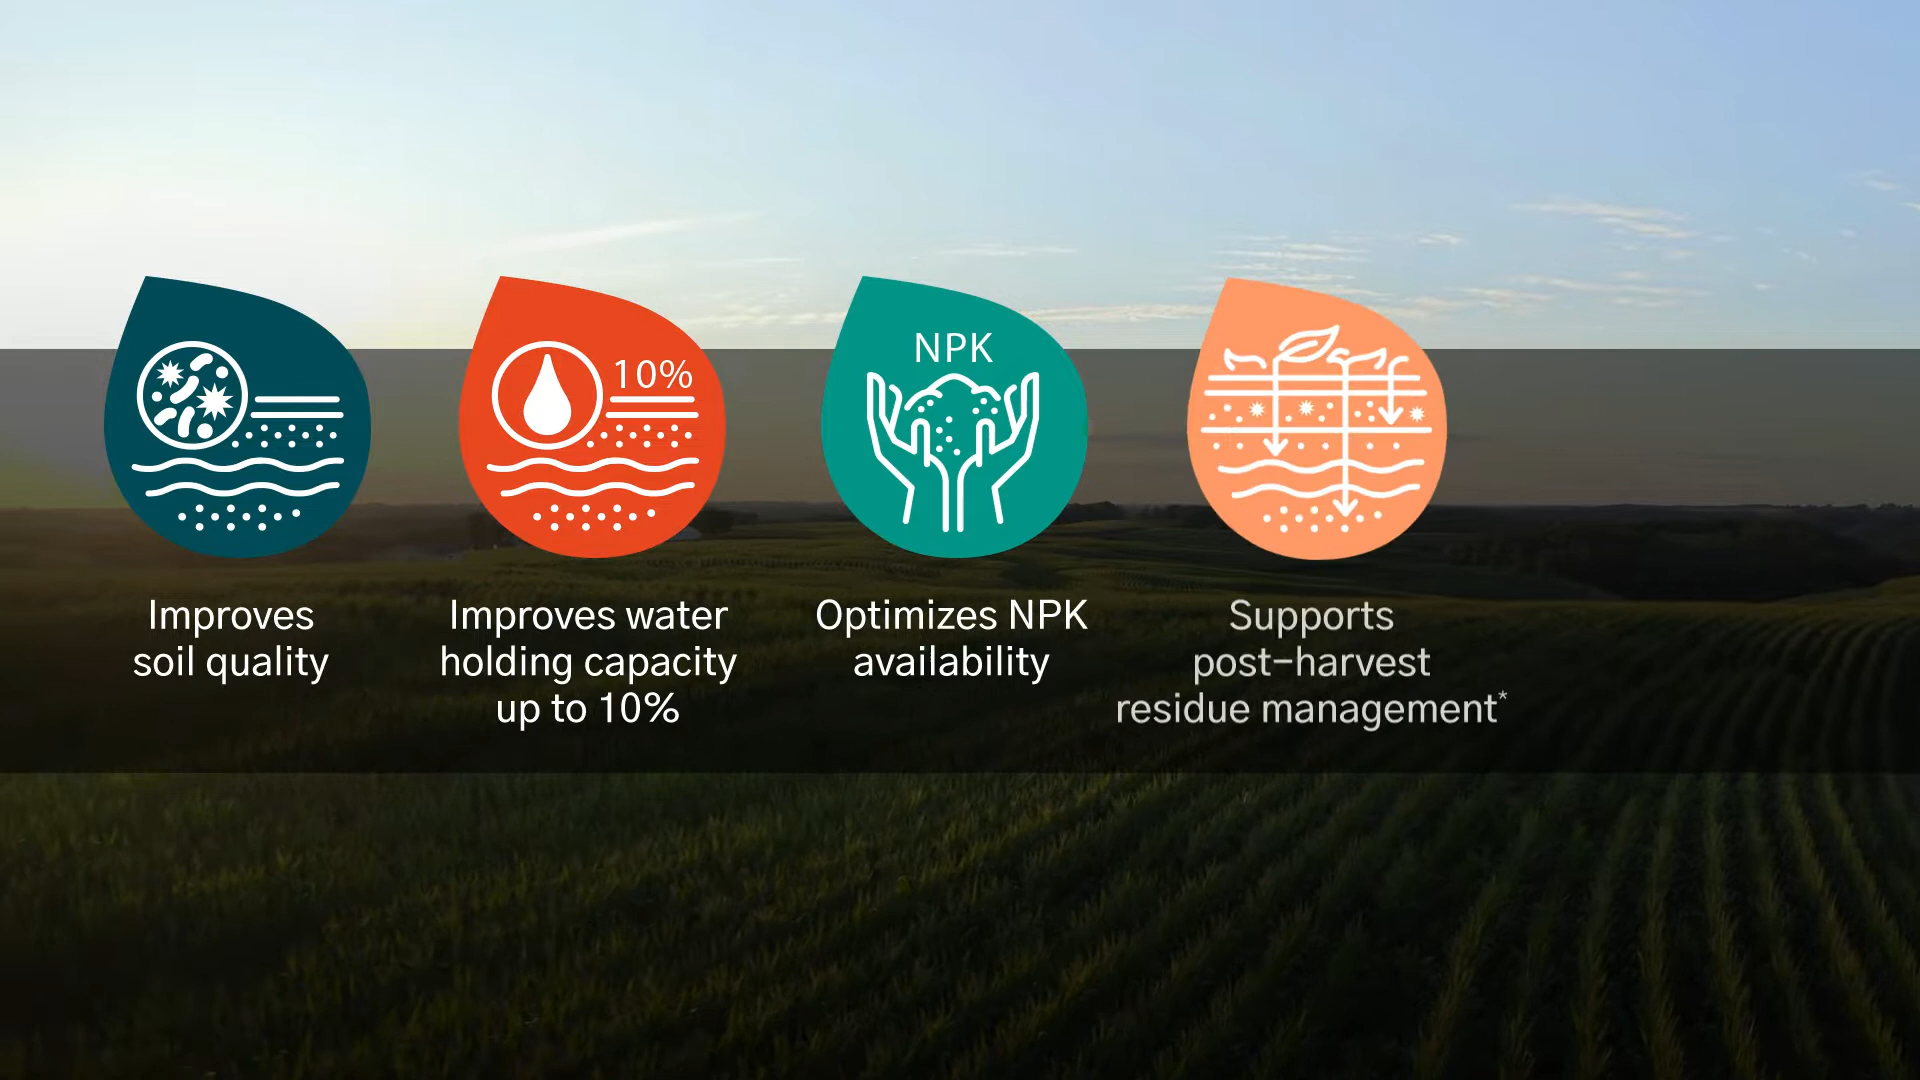 10%
NPK
Improves
soil quality
Improves water
holding capacity
up to 10%
Optimizes NPK
availability
Supports
post-harvest
residue management*